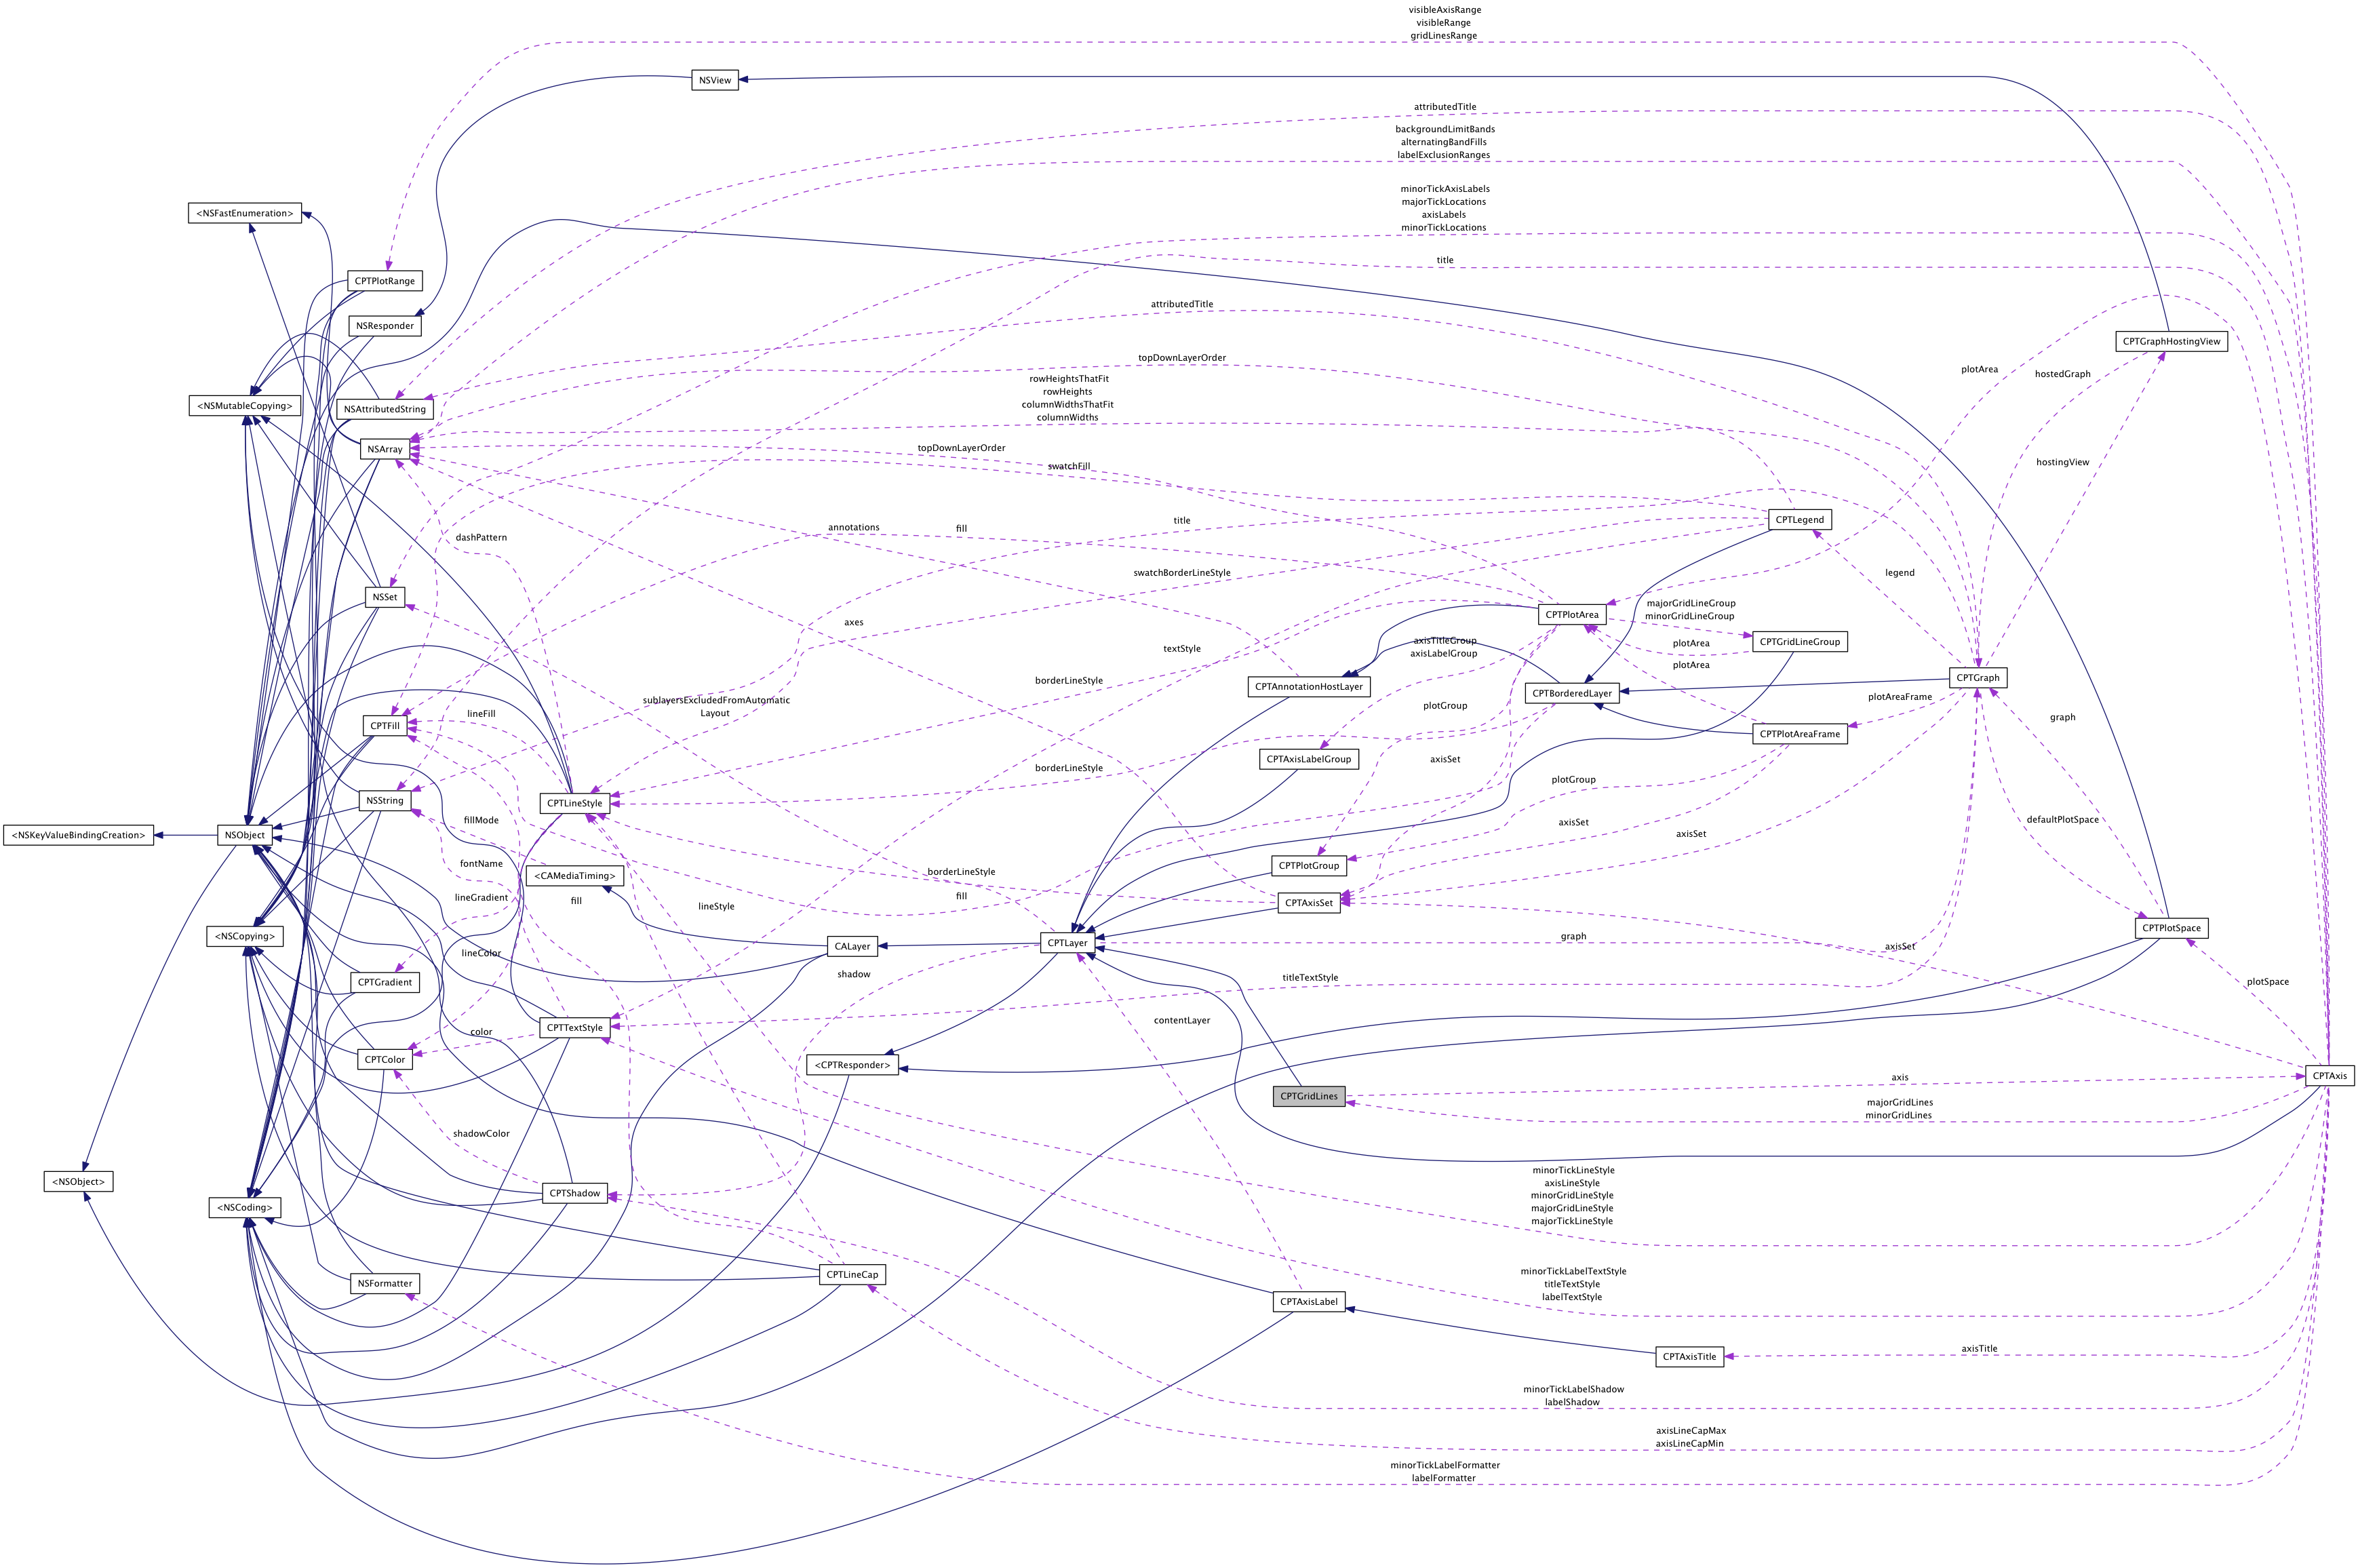 visibleAxisRange
visibleRange
gridLinesRange
NSView
attributedTitle
backgroundLimitBands
alternatingBandFills
labelExclusionRanges
minorTickAxisLabels
majorTickLocations
axisLabels
minorTickLocations
<NSFastEnumeration>
title
CPTPlotRange
attributedTitle
NSResponder
CPTGraphHostingView
topDownLayerOrder
plotArea
hostedGraph
rowHeightsThatFit
rowHeights
columnWidthsThatFit
columnWidths
<NSMutableCopying>
NSAttributedString
NSArray
topDownLayerOrder
swatchFill
hostingView
CPTLegend
annotations
fill
title
dashPattern
swatchBorderLineStyle
legend
NSSet
majorGridLineGroup
minorGridLineGroup
CPTPlotArea
axes
axisTitleGroup
axisLabelGroup
CPTGridLineGroup
plotArea
textStyle
plotArea
borderLineStyle
CPTAnnotationHostLayer
CPTBorderedLayer
CPTGraph
sublayersExcludedFromAutomatic
Layout
plotGroup
plotAreaFrame
lineFill
CPTFill
graph
CPTPlotAreaFrame
CPTAxisLabelGroup
axisSet
borderLineStyle
plotGroup
NSString
CPTLineStyle
fillMode
axisSet
defaultPlotSpace
<NSKeyValueBindingCreation>
NSObject
axisSet
fontName
CPTPlotGroup
<CAMediaTiming>
borderLineStyle
lineGradient
fill
fill
lineStyle
CPTAxisSet
CPTPlotSpace
<NSCopying>
CALayer
CPTLayer
graph
axisSet
lineColor
shadow
titleTextStyle
CPTGradient
plotSpace
contentLayer
color
CPTTextStyle
CPTColor
<CPTResponder>
CPTAxis
axis
CPTGridLines
majorGridLines
minorGridLines
shadowColor
minorTickLineStyle
axisLineStyle
minorGridLineStyle
majorGridLineStyle
majorTickLineStyle
<NSObject>
CPTShadow
<NSCoding>
NSFormatter
CPTLineCap
minorTickLabelTextStyle
titleTextStyle
labelTextStyle
CPTAxisLabel
axisTitle
CPTAxisTitle
minorTickLabelShadow
labelShadow
axisLineCapMax
axisLineCapMin
minorTickLabelFormatter
labelFormatter